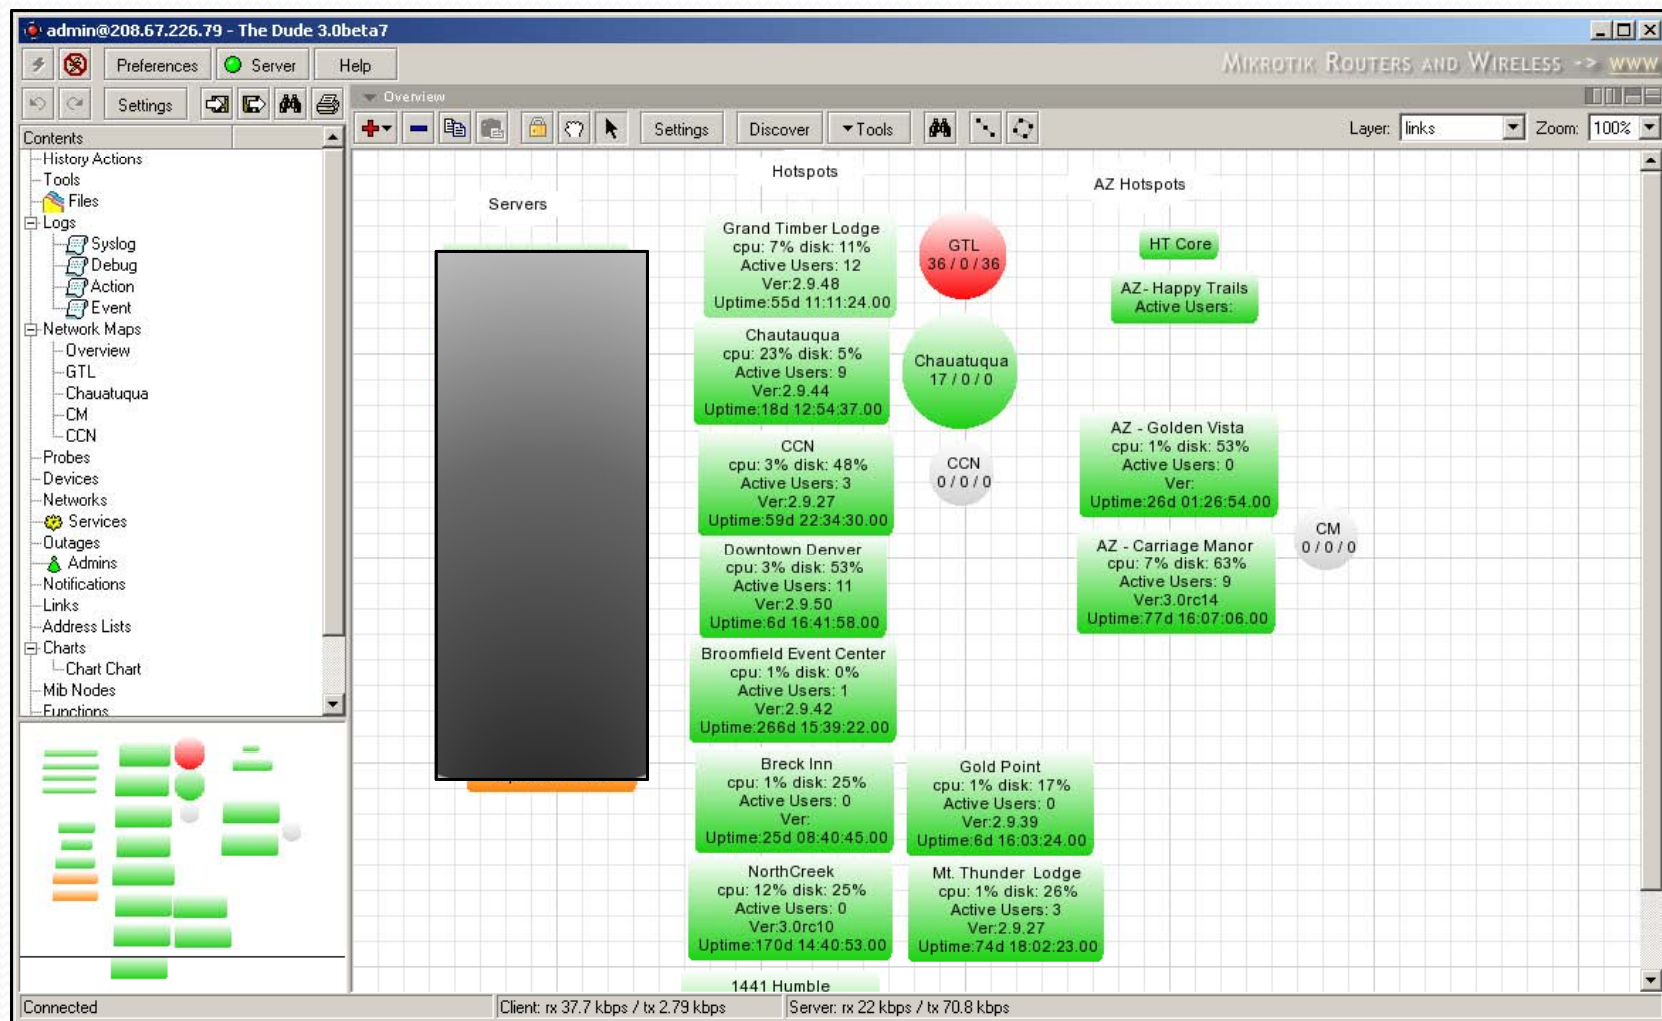 admin@208.67.226.79 - The Dude 3.0beta7
Preferences
Server
Help
MIKROTIK ROUTERS AND WIRELESS -> WWW
Settings
Overview
Settings
Discover
Tools
Layer: links
Zoom: 100%
Contents
History Actions
Tools
Files
Logs
Syslog
Debug
Action
Event
Network Maps
Overview
GTL
Chauatuqua
CM
CCN
Probes
Devices
Networks
Services
Outages
Admins
Notifications
Links
Address Lists
Charts
Chart Chart
Mib Nodes
Functions
Servers
Hotspots
Grand Timber Lodge
cpu: 7% disk: 11%
Active Users: 12
Ver:2.9.48
Uptime:55d 11:11:24.00
GTL
36 / 0 / 36
Chautauqua
cpu: 23% disk: 5%
Active Users: 9
Ver:2.9.44
Uptime:18d 12:54:37.00
Chauatuqua
17 / 0 / 0
CCN
cpu: 3% disk: 48%
Active Users: 3
Ver:2.9.27
Uptime:59d 22:34:30.00
CCN
0 / 0 / 0
Downtown Denver
cpu: 3% disk: 53%
Active Users: 11
Ver:2.9.50
Uptime:6d 16:41:58.00
Broomfield Event Center
cpu: 1% disk: 0%
Active Users: 1
Ver:2.9.42
Uptime:266d 15:39:22.00
Breck Inn
cpu: 1% disk: 25%
Active Users: 0
Ver:
Uptime:25d 08:40:45.00
Gold Point
cpu: 1% disk: 17%
Active Users: 0
Ver:2.9.39
Uptime:6d 16:03:24.00
NorthCreek
cpu: 12% disk: 25%
Active Users: 0
Ver:3.0rc10
Uptime:170d 14:40:53.00
Mt. Thunder Lodge
cpu: 1% disk: 26%
Active Users: 3
Ver:2.9.27
Uptime:74d 18:02:23.00
1441 Humble
AZ Hotspots
HT Core
AZ- Happy Trails
Active Users:
AZ - Golden Vista
cpu: 1% disk: 53%
Active Users: 0
Ver:
Uptime:26d 01:26:54.00
AZ - Carriage Manor
cpu: 7% disk: 63%
Active Users: 9
Ver:3.0rc14
Uptime:77d 16:07:06.00
CM
0 / 0 / 0
Connected
Client: rx 37.7 kbps / tx 2.79 kbps
Server: rx 22 kbps / tx 70.8 kbps